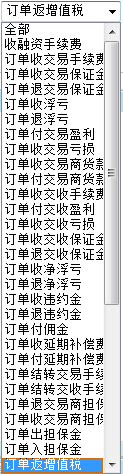 订单返增值税
全部
收融资手续费
订单收交易手续费
订单收交易保证金
订单退交易保证金
订单收浮亏
订单退浮亏
订单付交易盈利
订单收交易亏损
订单收交易商货款
订单付交易商货款
订单收交收手续费
订单付交收盈利
订单收交收亏损
订单收交收保证金
订单退交收保证金
订单收净浮亏
订单退净浮亏
订单收违约金
订单退违约金
订单付佣金
订单收延期补偿费
订单付延期补偿费
订单结转交易手续
订单结转交收手续
订单退交易商担保
订单收交易商担保
订单出担保金
订单入担保金
订单返增值税